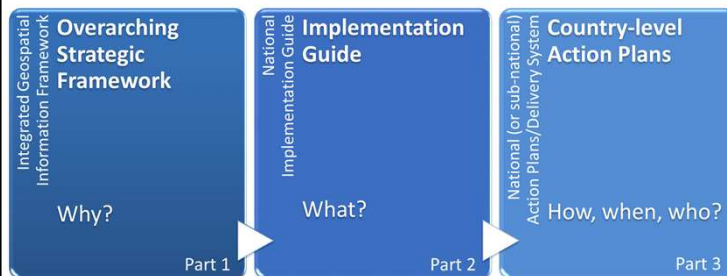 Integrated Geospatial
Information Framework
Overarching
Strategic
Framework
Why?
Part 1
National
Implementation Guide
Implementation
Guide
What?
Part 2
National (or sub-national)
Action Plans/Delivery System
Country-level
Action Plans
How, when, who?
Part 3